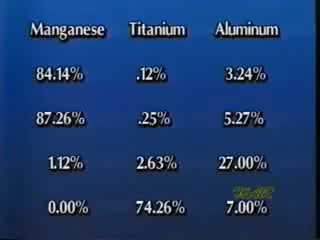 Manganese Titanium Aluminum
84.14% .12% 3.24%
87.26% .25% 5.27%
1.12% 2.63% 27.00%
0.00% 74.26% 7.00%